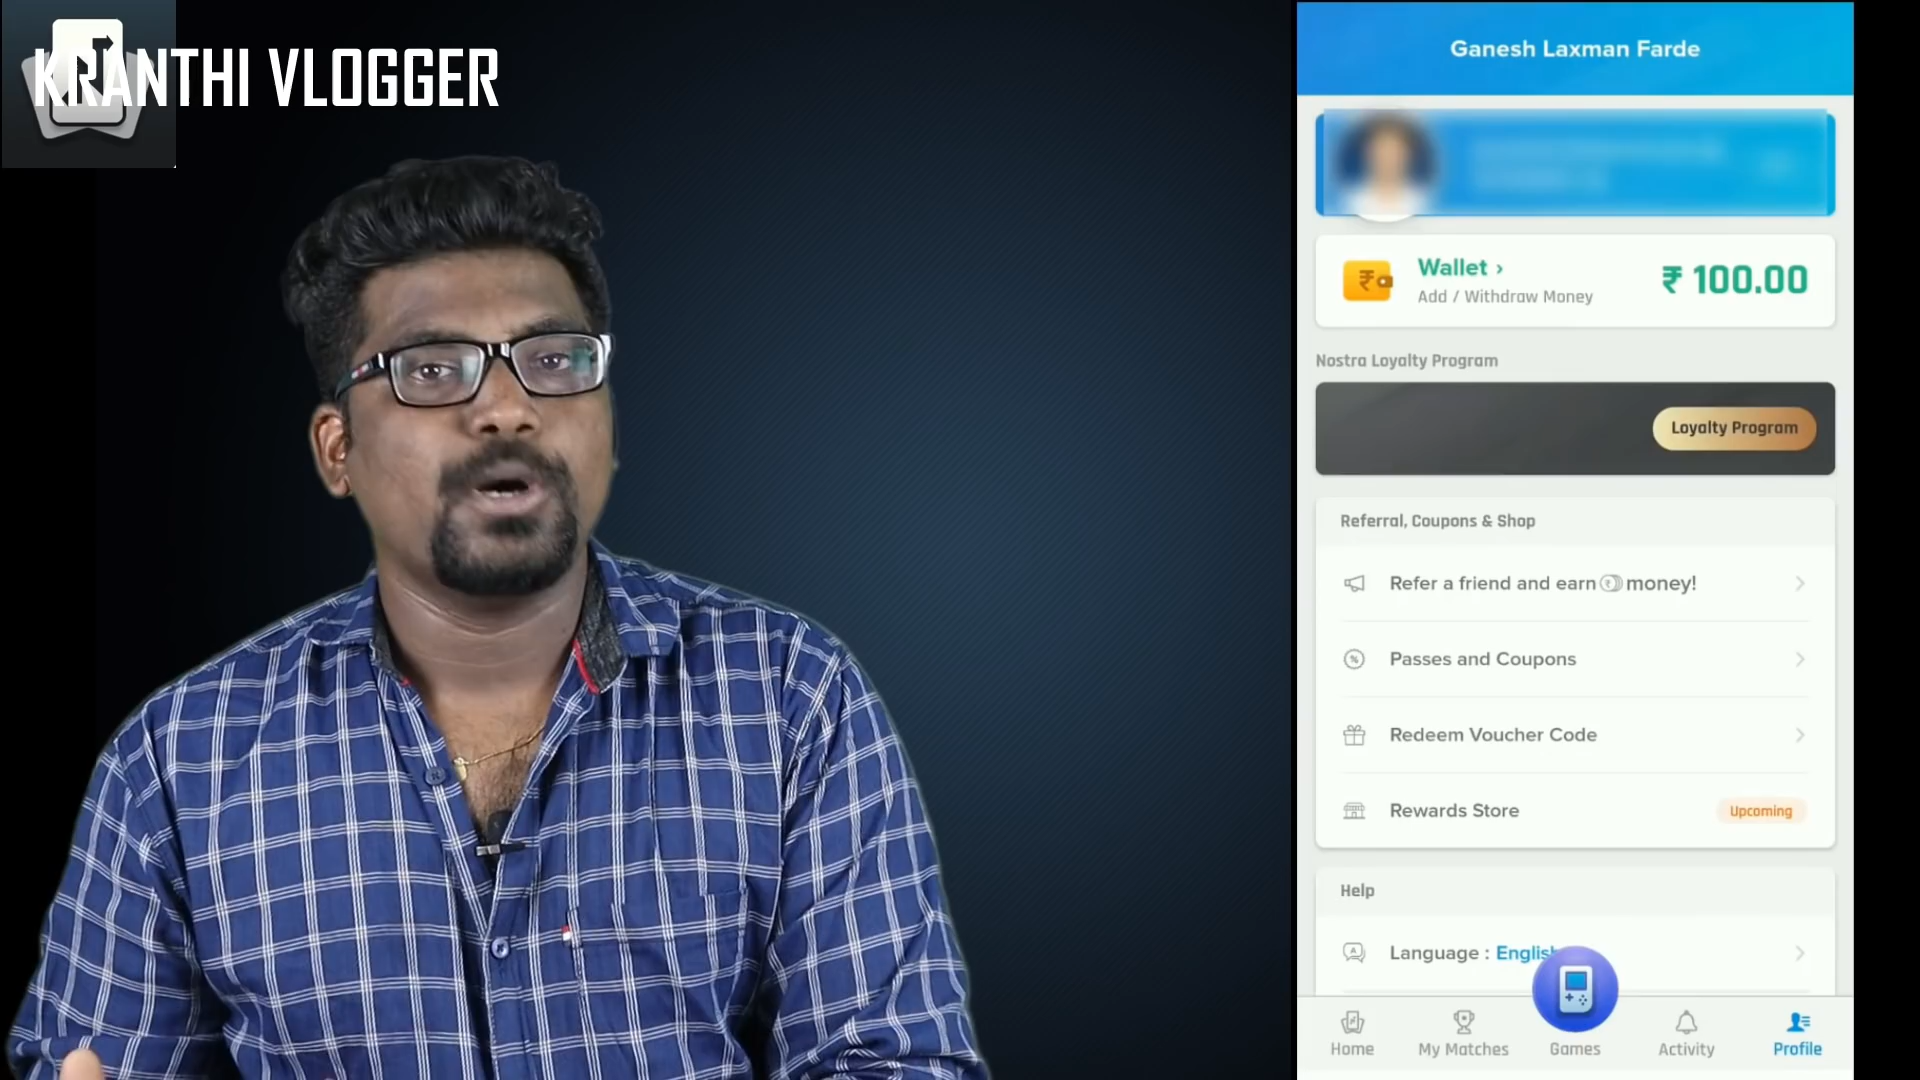 KRANTHI VLOGGER
Ganesh Laxman Farde
Wallet ›
Add / Withdraw Money
₹ 100.00
Nostra Loyalty Program
Loyalty Program
Referral, Coupons & Shop
Refer a friend and earn money!
Passes and Coupons
Redeem Voucher Code
Rewards Store
Upcoming
Help
Language : English
Home
My Matches
Games
Activity
Profile